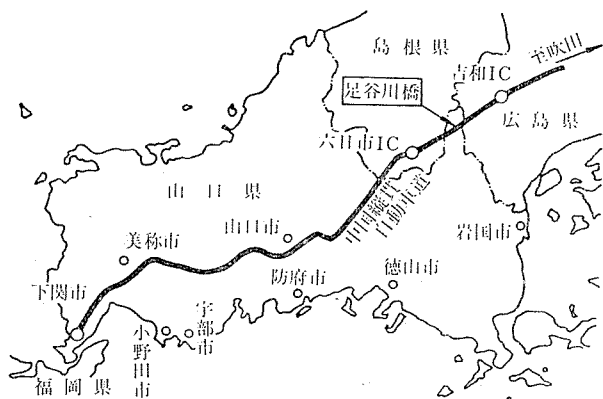 島根県
至吹田
吉和IC
足谷川橋
広島県
六日市IC
山口県
中国縦貫
自動車道
山口市
岩国市
美祢市
徳山市
防府市
下関市
宇部市
小野田市
福岡県